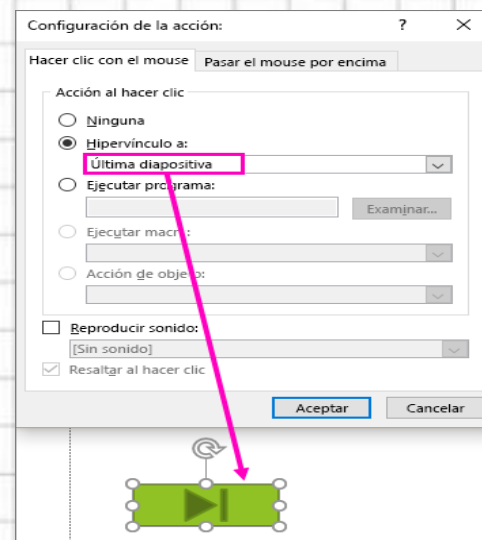 Configuración de la acción:
?
Hacer clic con el mouse
Pasar el mouse por encima
Acción al hacer clic
Ninguna
Hipervínculo a:
Última diapositiva
Ejecutar programa:
Examinar...
Ejecutar macro:
Acción de objeto:
Reproducir sonido:
[Sin sonido]
Resaltar al hacer clic
Aceptar
Cancelar